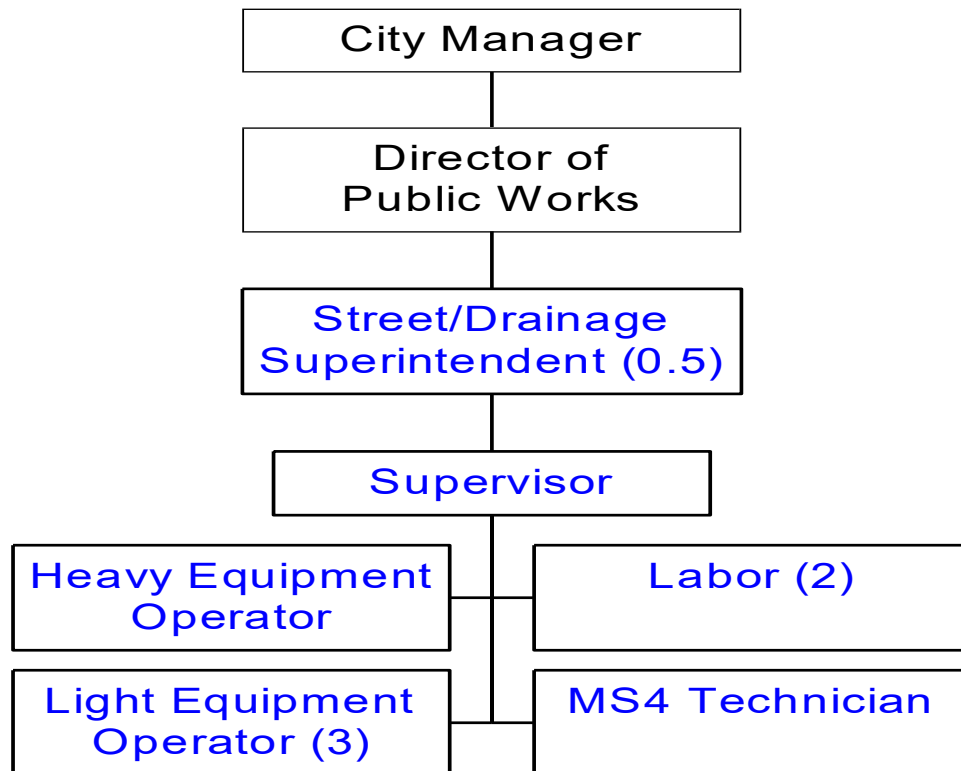 City Manager
Director of
Public Works
Street/Drainage
Superintendent (0.5)
Supervisor
Heavy Equipment
Operator
Labor (2)
Light Equipment
Operator (3)
MS4 Technician